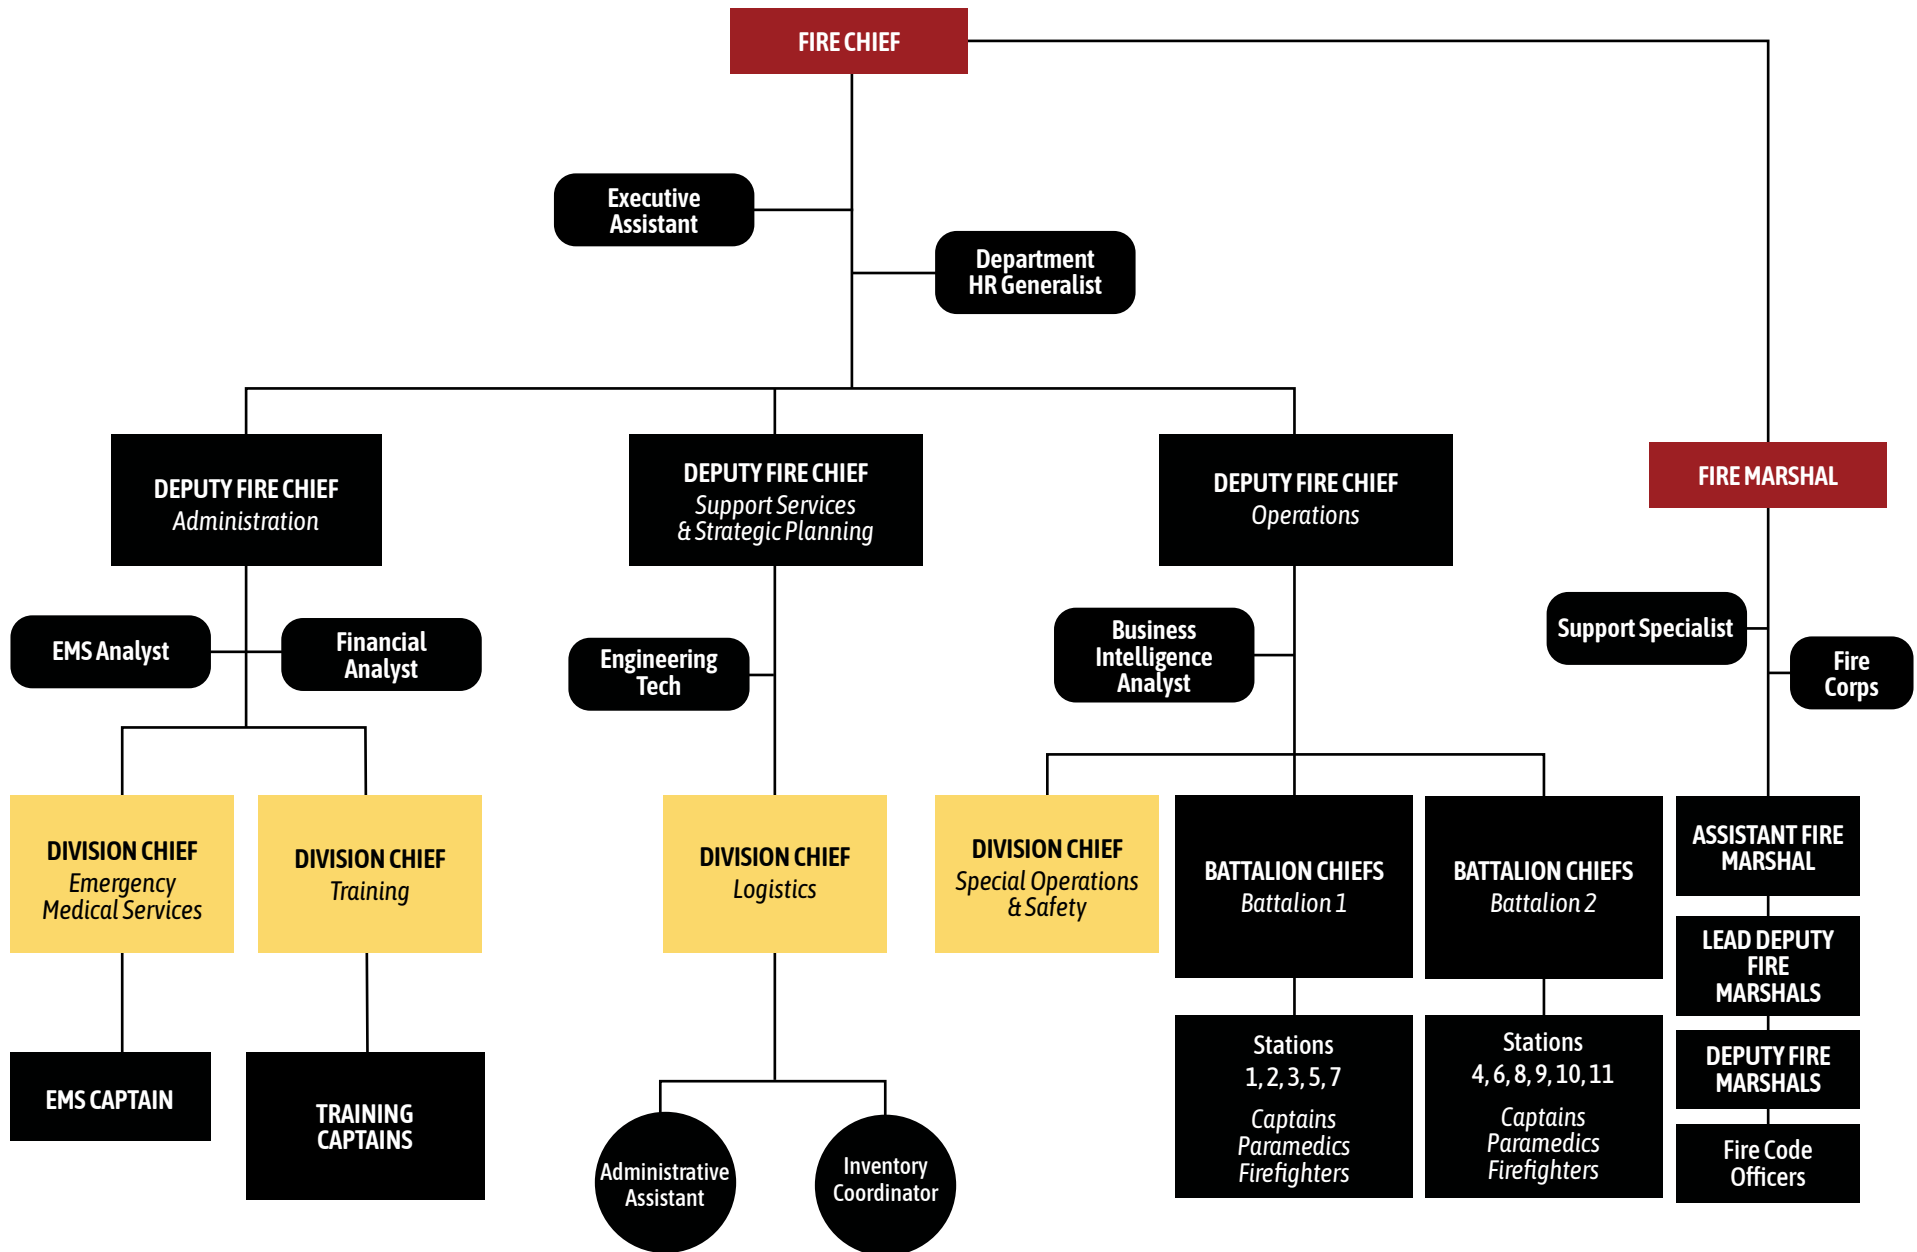 FIRE CHIEF
Executive
Assistant
Department
HR Generalist
DEPUTY FIRE CHIEF
Administration
DEPUTY FIRE CHIEF
Support Services
& Strategic Planning
DEPUTY FIRE CHIEF
Operations
FIRE MARSHAL
EMS Analyst
Financial
Analyst
Engineering
Tech
Business
Intelligence
Analyst
Support Specialist
Fire
Corps
DIVISION CHIEF
Emergency
Medical Services
DIVISION CHIEF
Training
DIVISION CHIEF
Logistics
DIVISION CHIEF
Special Operations
& Safety
BATTALION CHIEFS
Battalion 1
BATTALION CHIEFS
Battalion 2
ASSISTANT FIRE
MARSHAL
LEAD DEPUTY
FIRE
MARSHALS
DEPUTY FIRE
MARSHALS
Fire Code
Officers
EMS CAPTAIN
TRAINING
CAPTAINS
Administrative
Assistant
Inventory
Coordinator
Stations
1, 2, 3, 5, 7
Captains
Paramedics
Firefighters
Stations
4, 6, 8, 9, 10, 11
Captains
Paramedics
Firefighters